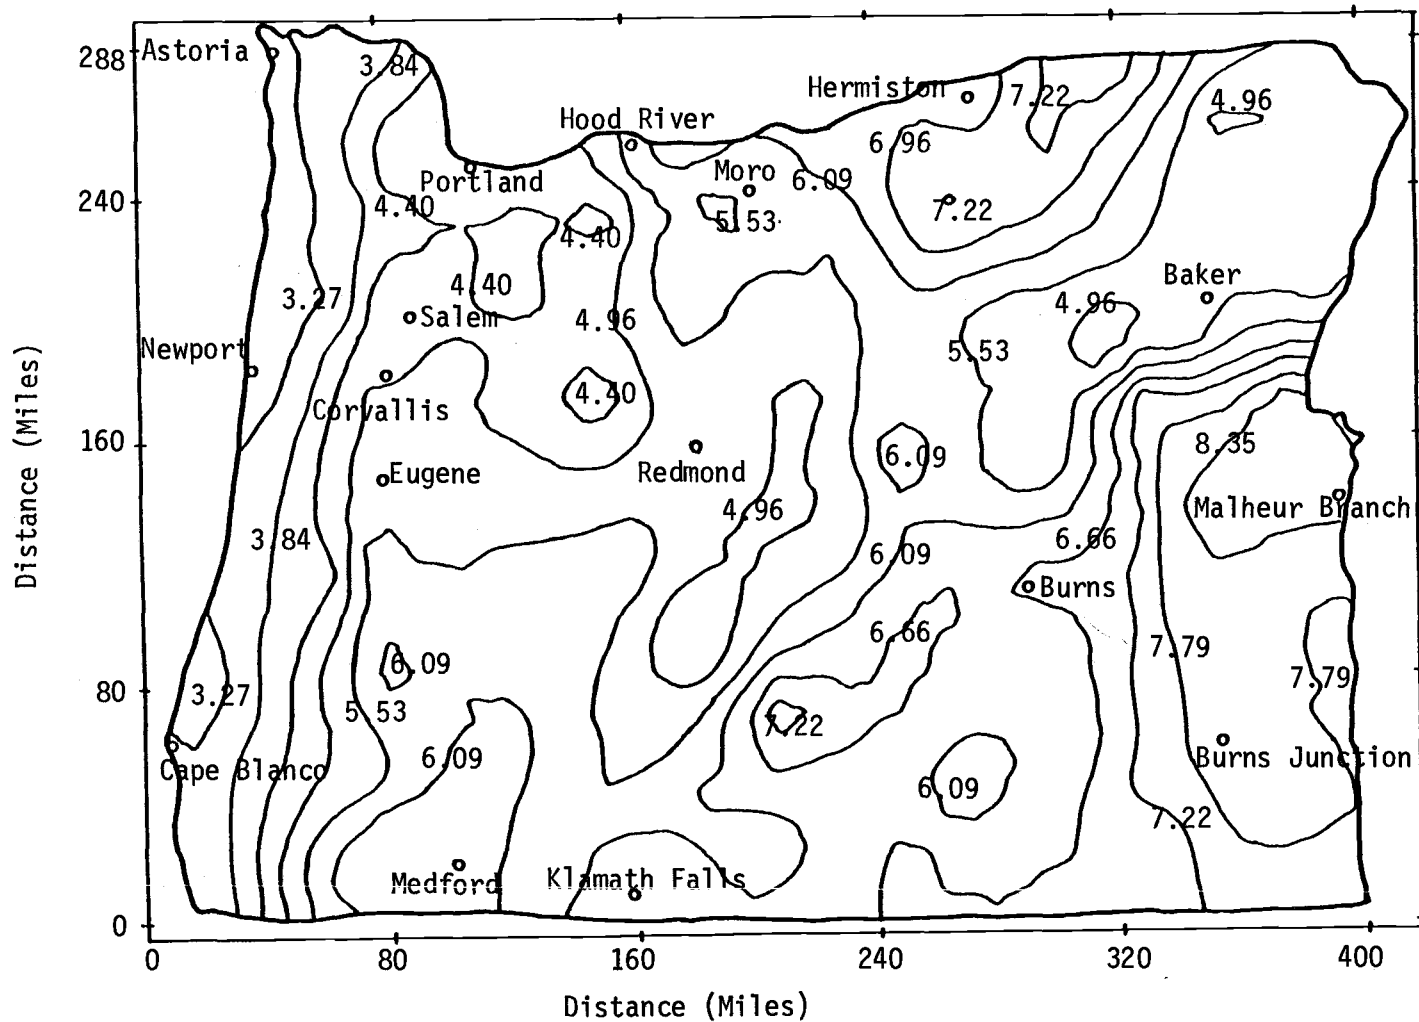 288
Astoria
3.84
Hermiston
7.22
4.96
Hood River
6.96
Moro
6.09
Portland
240
4.40
5.53
7.22
4.40
Baker
4.40
3.27
Salem
4.96
4.96
Newport
5.53
4.40
Corvallis
160
8.35
6.09
Redmond
Eugene
4.96
Malheur Branch
3.84
6.09
6.66
Burns
6.66
7.79
6.09
80
3.27
7.79
5.53
7.22
6.09
Cape Blanco
Burns Junction
6.09
7.22
Medford
Klamath Falls
0
0
80
160
240
320
400
Distance (Miles)
Distance (Miles)